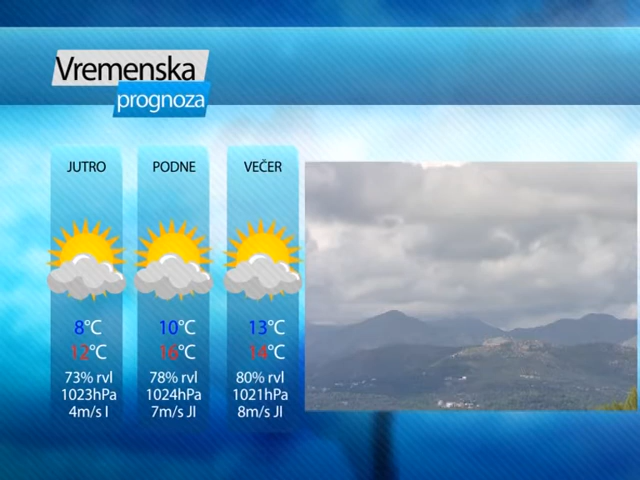 Vremenska
prognoza
JUTRO PODNE VEČER
8°C 10°C 13°C
12°C 16°C 14°C
73% rvl 78% rvl 80% rvl
1023hPa 1024hPa 1021hPa
4m/s I 7m/s JI 8m/s JI